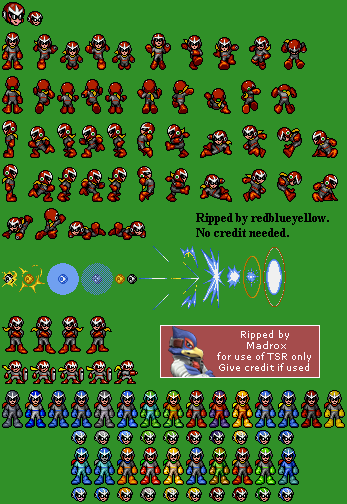 Ripped by redblueyellow.
No credit needed.
Ripped by
Madrox
for use of TSR only
Give credit if used